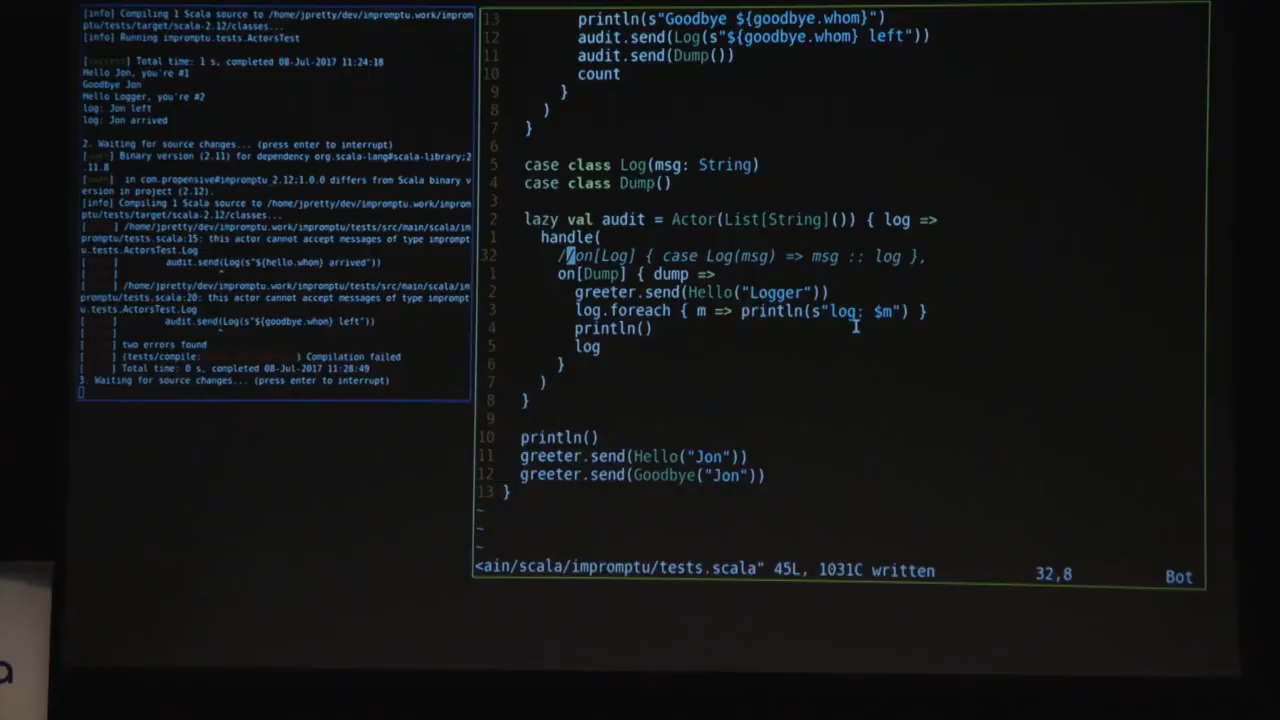 [info] Compiling 1 Scala source to /home/jpretty/dev/impromptu.work/improm
ptu/tests/target/scala-2.12/classes...
[info] Running impromptu.tests.ActorsTest
[ ] Total time: 1 s, completed 08-Jul-2017 11:24:18
Hello Jon, you're #1
Goodbye Jon
Hello Logger, you're #2
log: Jon left
log: Jon arrived
2. Waiting for source changes... (press enter to interrupt)
[ ] Binary version (2.11) for dependency org.scala-lang#scala-library;2
.11.8
[ ] in com.propensive#impromptu_2.12;1.0.0 differs from Scala binary v
ersion in project (2.12).
[info] Compiling 1 Scala source to /home/jpretty/dev/impromptu.work/improm
ptu/tests/target/scala-2.12/classes...
[ ] /home/jpretty/dev/impromptu.work/impromptu/tests/src/main/scala/im
promptu/tests.scala:15: this actor cannot accept messages of type imprompt
u.tests.ActorsTest.Log
[ ] audit.send(Log(s"${hello.whom} arrived"))
[ ] ^
[ ] /home/jpretty/dev/impromptu.work/impromptu/tests/src/main/scala/im
promptu/tests.scala:20: this actor cannot accept messages of type imprompt
u.tests.ActorsTest.Log
[ ] audit.send(Log(s"${goodbye.whom} left"))
[ ] ^
[ ] two errors found
[ ] (tests/compile: ) Compilation failed
[ ] Total time: 0 s, completed 08-Jul-2017 11:28:49
3. Waiting for source changes... (press enter to interrupt)
13 println(s"Goodbye ${goodbye.whom}")
12 audit.send(Log(s"${goodbye.whom} left"))
11 audit.send(Dump())
10 count
9 }
8 )
7 }
6
5 case class Log(msg: String)
4 case class Dump()
3
2 lazy val audit = Actor(List[String]()) { log =>
1 handle(
32 //on[Log] { case Log(msg) => msg :: log },
1 on[Dump] { dump =>
2 greeter.send(Hello("Logger"))
3 log.foreach { m => println(s"log: $m") }
4 println()
5 log
6 }
7 )
8 }
9
10 println()
11 greeter.send(Hello("Jon"))
12 greeter.send(Goodbye("Jon"))
13 }
~
~
~
<ain/scala/impromptu/tests.scala" 45L, 1031C written 32,8 Bot
a